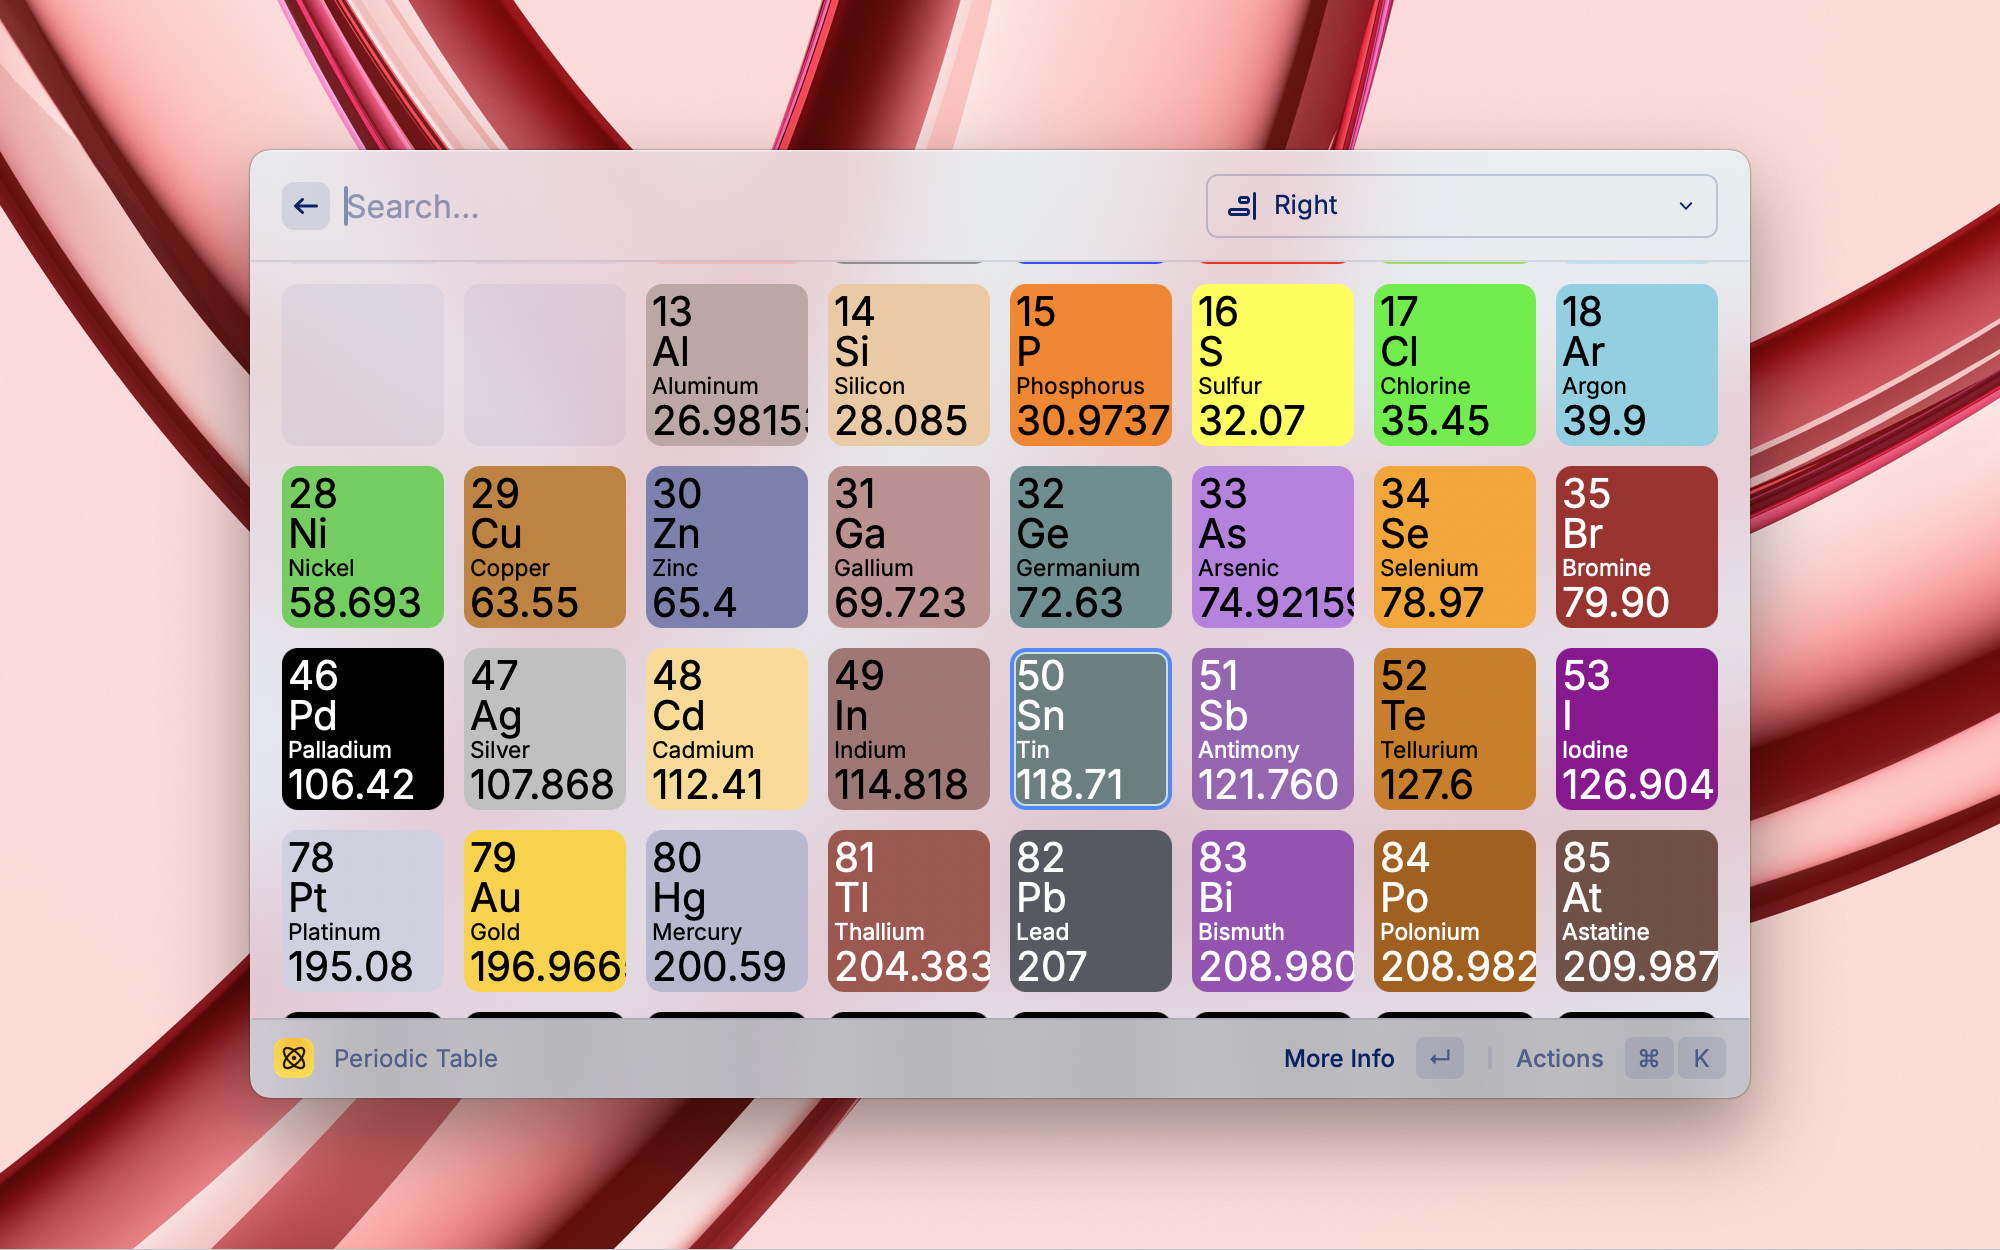 Search...
Right
13
Al
Aluminum
26.98153
14
Si
Silicon
28.085
15
P
Phosphorus
30.9737
16
S
Sulfur
32.07
17
Cl
Chlorine
35.45
18
Ar
Argon
39.9
28
Ni
Nickel
58.693
29
Cu
Copper
63.55
30
Zn
Zinc
65.4
31
Ga
Gallium
69.723
32
Ge
Germanium
72.63
33
As
Arsenic
74.92159
34
Se
Selenium
78.97
35
Br
Bromine
79.90
46
Pd
Palladium
106.42
47
Ag
Silver
107.868
48
Cd
Cadmium
112.41
49
In
Indium
114.818
50
Sn
Tin
118.71
51
Sb
Antimony
121.760
52
Te
Tellurium
127.6
53
I
Iodine
126.904
78
Pt
Platinum
195.08
79
Au
Gold
196.966
80
Hg
Mercury
200.59
81
Tl
Thallium
204.383
82
Pb
Lead
207
83
Bi
Bismuth
208.980
84
Po
Polonium
208.982
85
At
Astatine
209.987
Periodic Table
More Info ↵ | Actions ⌘ K